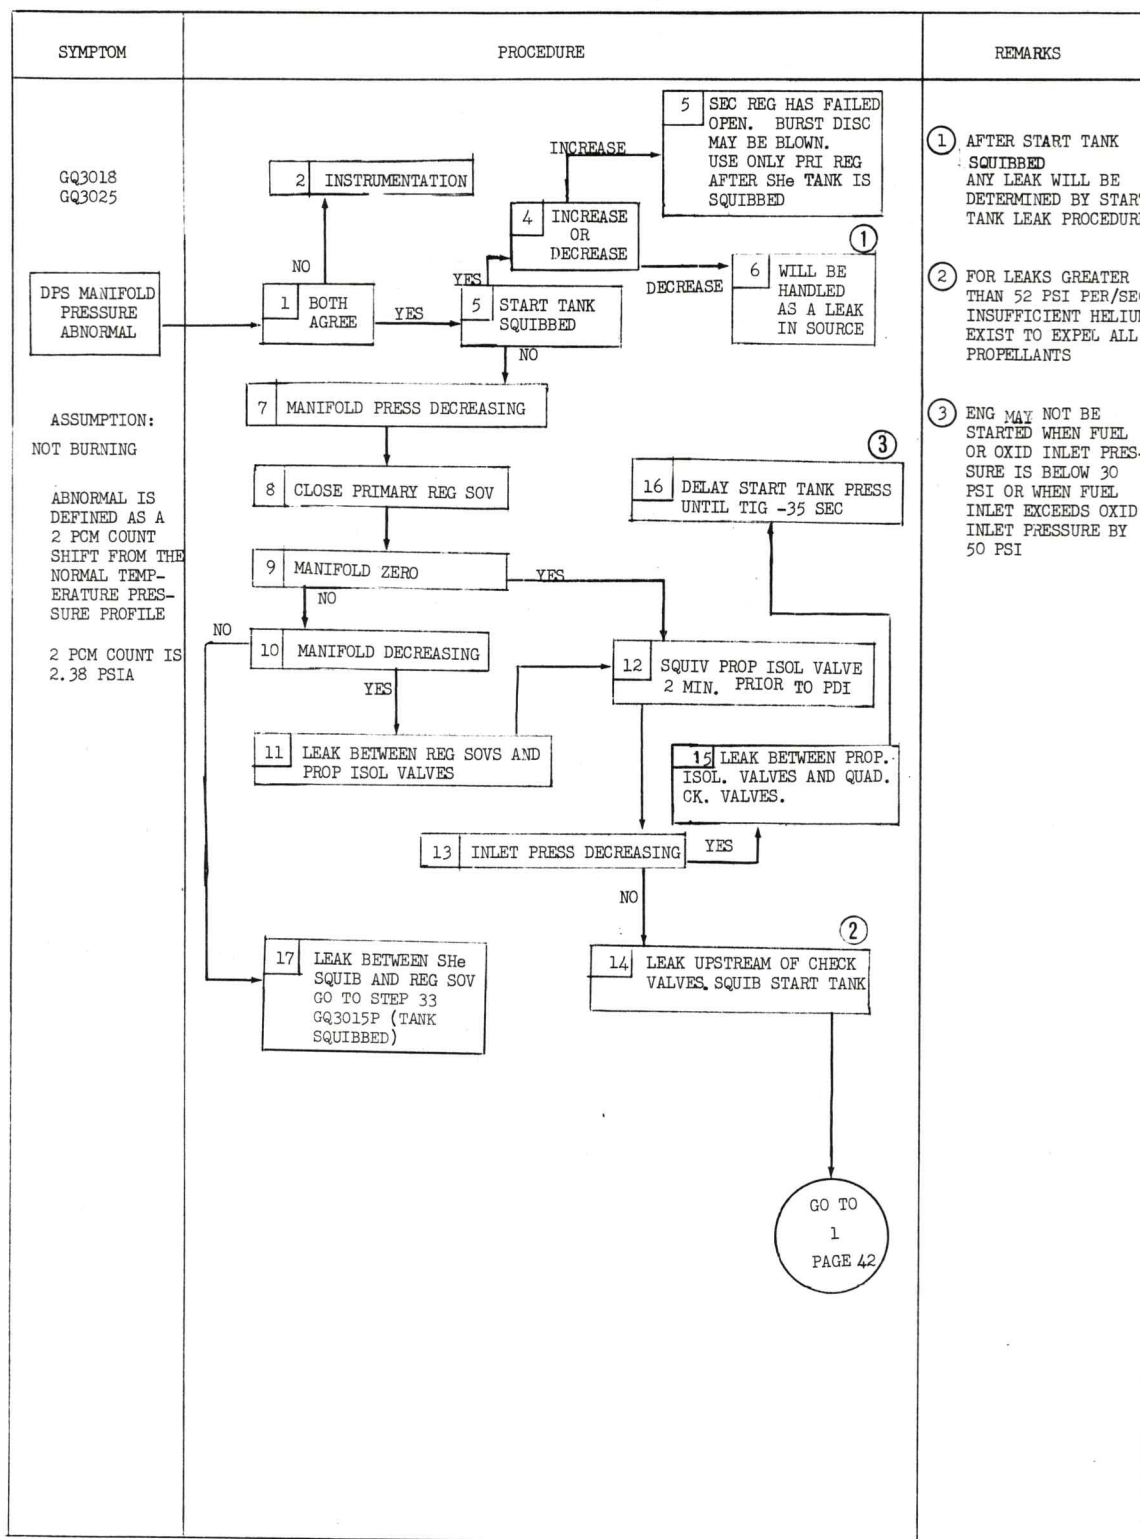 SYMPTOM
PROCEDURE
REMARKS
GQ3018
GQ3025
DPS MANIFOLD
PRESSURE
ABNORMAL
ASSUMPTION:
NOT BURNING
ABNORMAL IS
DEFINED AS A
2 PCM COUNT
SHIFT FROM THE
NORMAL TEMP-
ERATURE PRES-
SURE PROFILE
2 PCM COUNT IS
2.38 PSIA
2 INSTRUMENTATION
NO
1 BOTH
AGREE
YES
5 START TANK
SQUIBBED
YES
4 INCREASE
OR
DECREASE
INCREASE
5 SEC REG HAS FAILED
OPEN. BURST DISC
MAY BE BLOWN.
USE ONLY PRI REG
AFTER SHe TANK IS
SQUIBBED
DECREASE
1
6 WILL BE
HANDLED
AS A LEAK
IN SOURCE
NO
7 MANIFOLD PRESS DECREASING
8 CLOSE PRIMARY REG SOV
3
16 DELAY START TANK PRESS
UNTIL TIG -35 SEC
9 MANIFOLD ZERO
YES
NO
NO
10 MANIFOLD DECREASING
YES
12 SQUIV PROP ISOL VALVE
2 MIN. PRIOR TO PDI
11 LEAK BETWEEN REG SOVS AND
PROP ISOL VALVES
15 LEAK BETWEEN PROP.
ISOL. VALVES AND QUAD.
CK. VALVES.
13 INLET PRESS DECREASING
YES
NO
2
17 LEAK BETWEEN SHe
SQUIB AND REG SOV
GO TO STEP 33
GQ3015P (TANK
SQUIBBED)
14 LEAK UPSTREAM OF CHECK
VALVES. SQUIB START TANK
GO TO
1
PAGE 42
1 AFTER START TANK
SQUIBBED
ANY LEAK WILL BE
DETERMINED BY START
TANK LEAK PROCEDURE
2 FOR LEAKS GREATER
THAN 52 PSI PER/SEC
INSUFFICIENT HELIUM
EXIST TO EXPEL ALL
PROPELLANTS
3 ENG MAY NOT BE
STARTED WHEN FUEL
OR OXID INLET PRES-
SURE IS BELOW 30
PSI OR WHEN FUEL
INLET EXCEEDS OXID
INLET PRESSURE BY
50 PSI